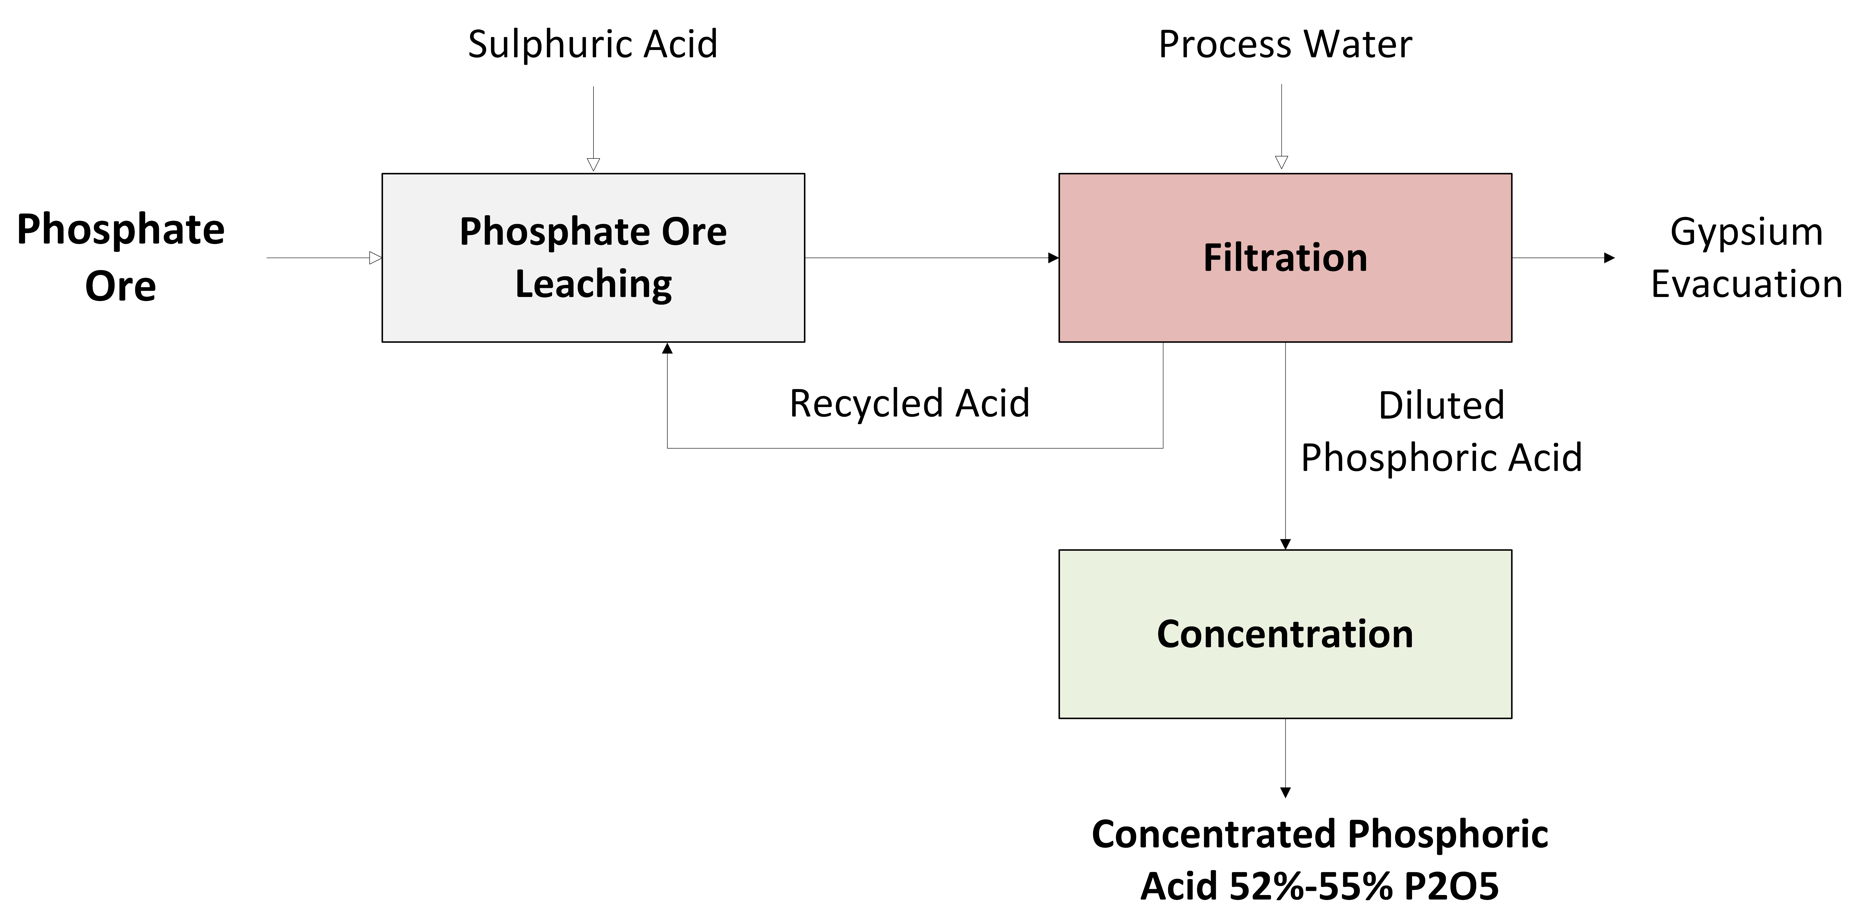 Sulphuric Acid
Process Water
Phosphate
Ore
Phosphate Ore
Leaching
Filtration
Gypsium
Evacuation
Recycled Acid
Diluted
Phosphoric Acid
Concentration
Concentrated Phosphoric
Acid 52%-55% P2O5